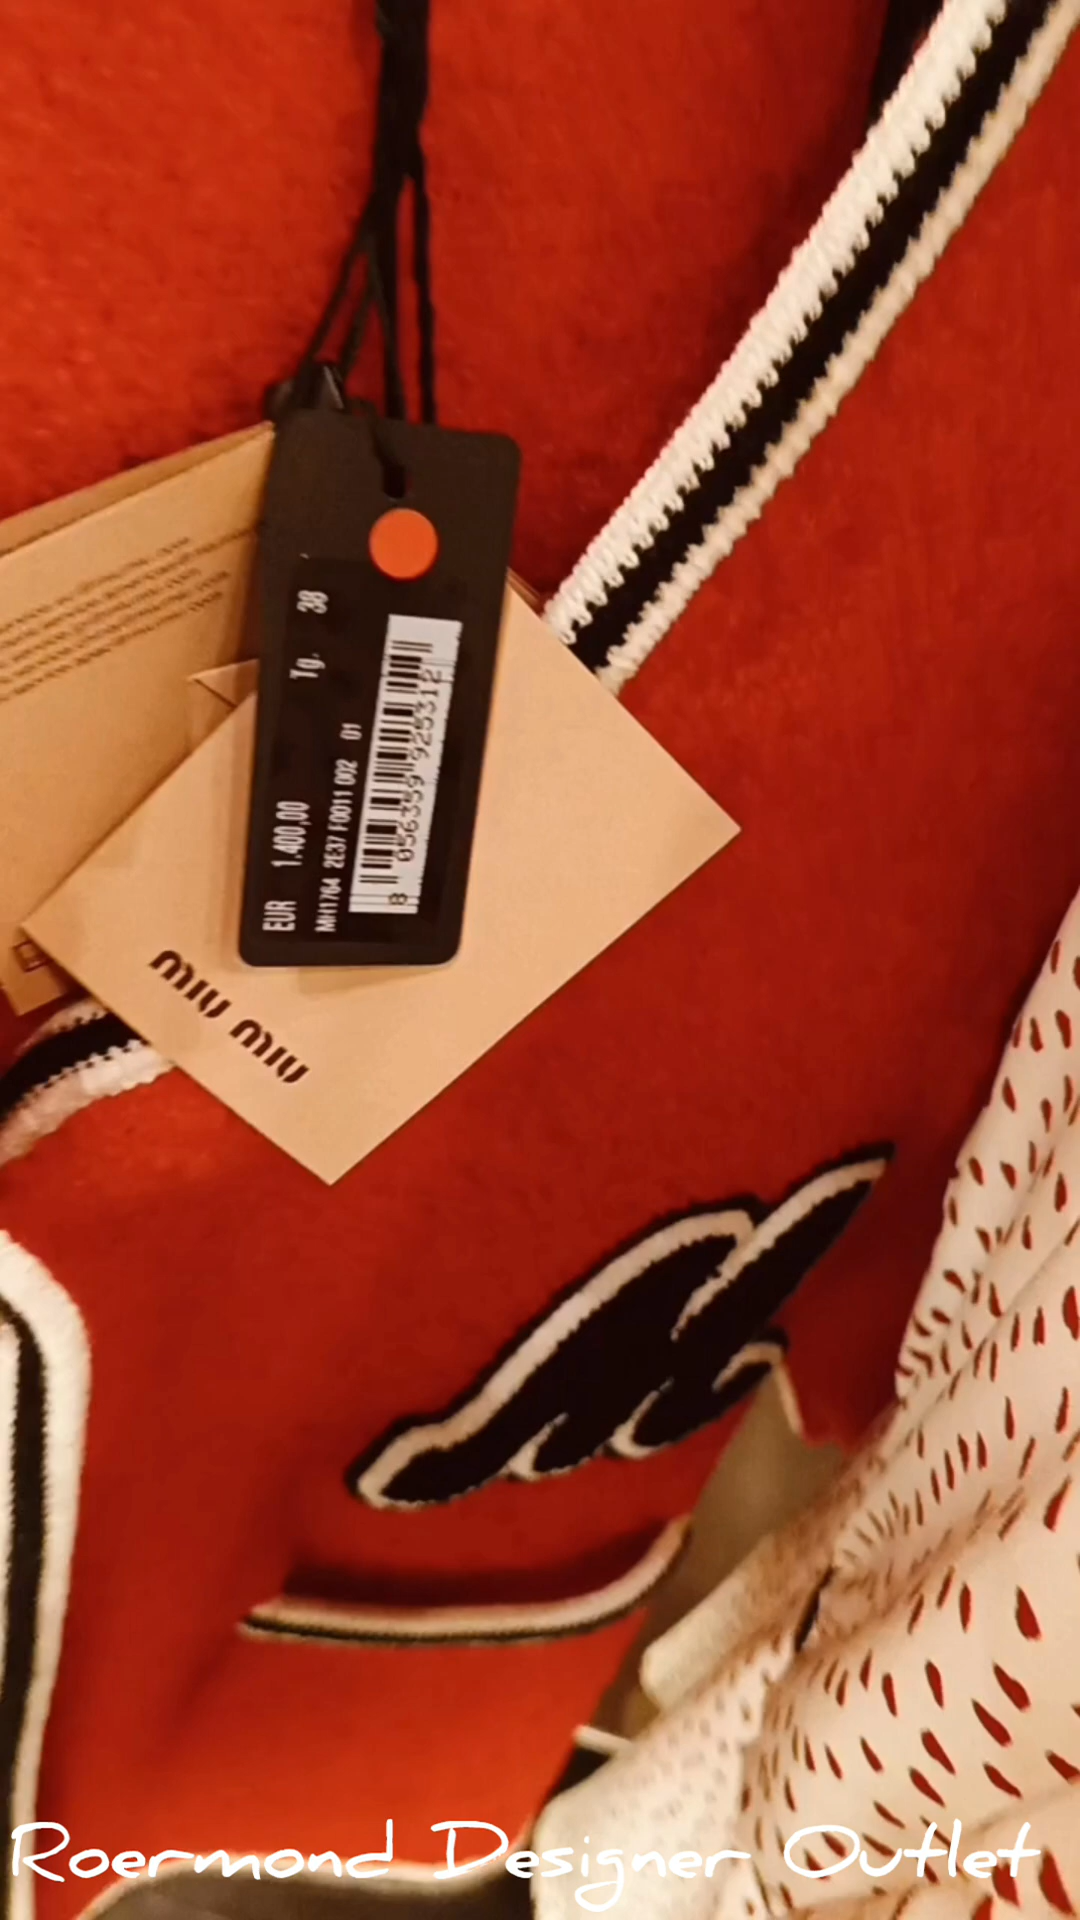 Tg. 38
EUR 1.400,00
MH1764 2E37 F0011 002 01
8 056359 925312
miu miu
Roermond Designer Outlet